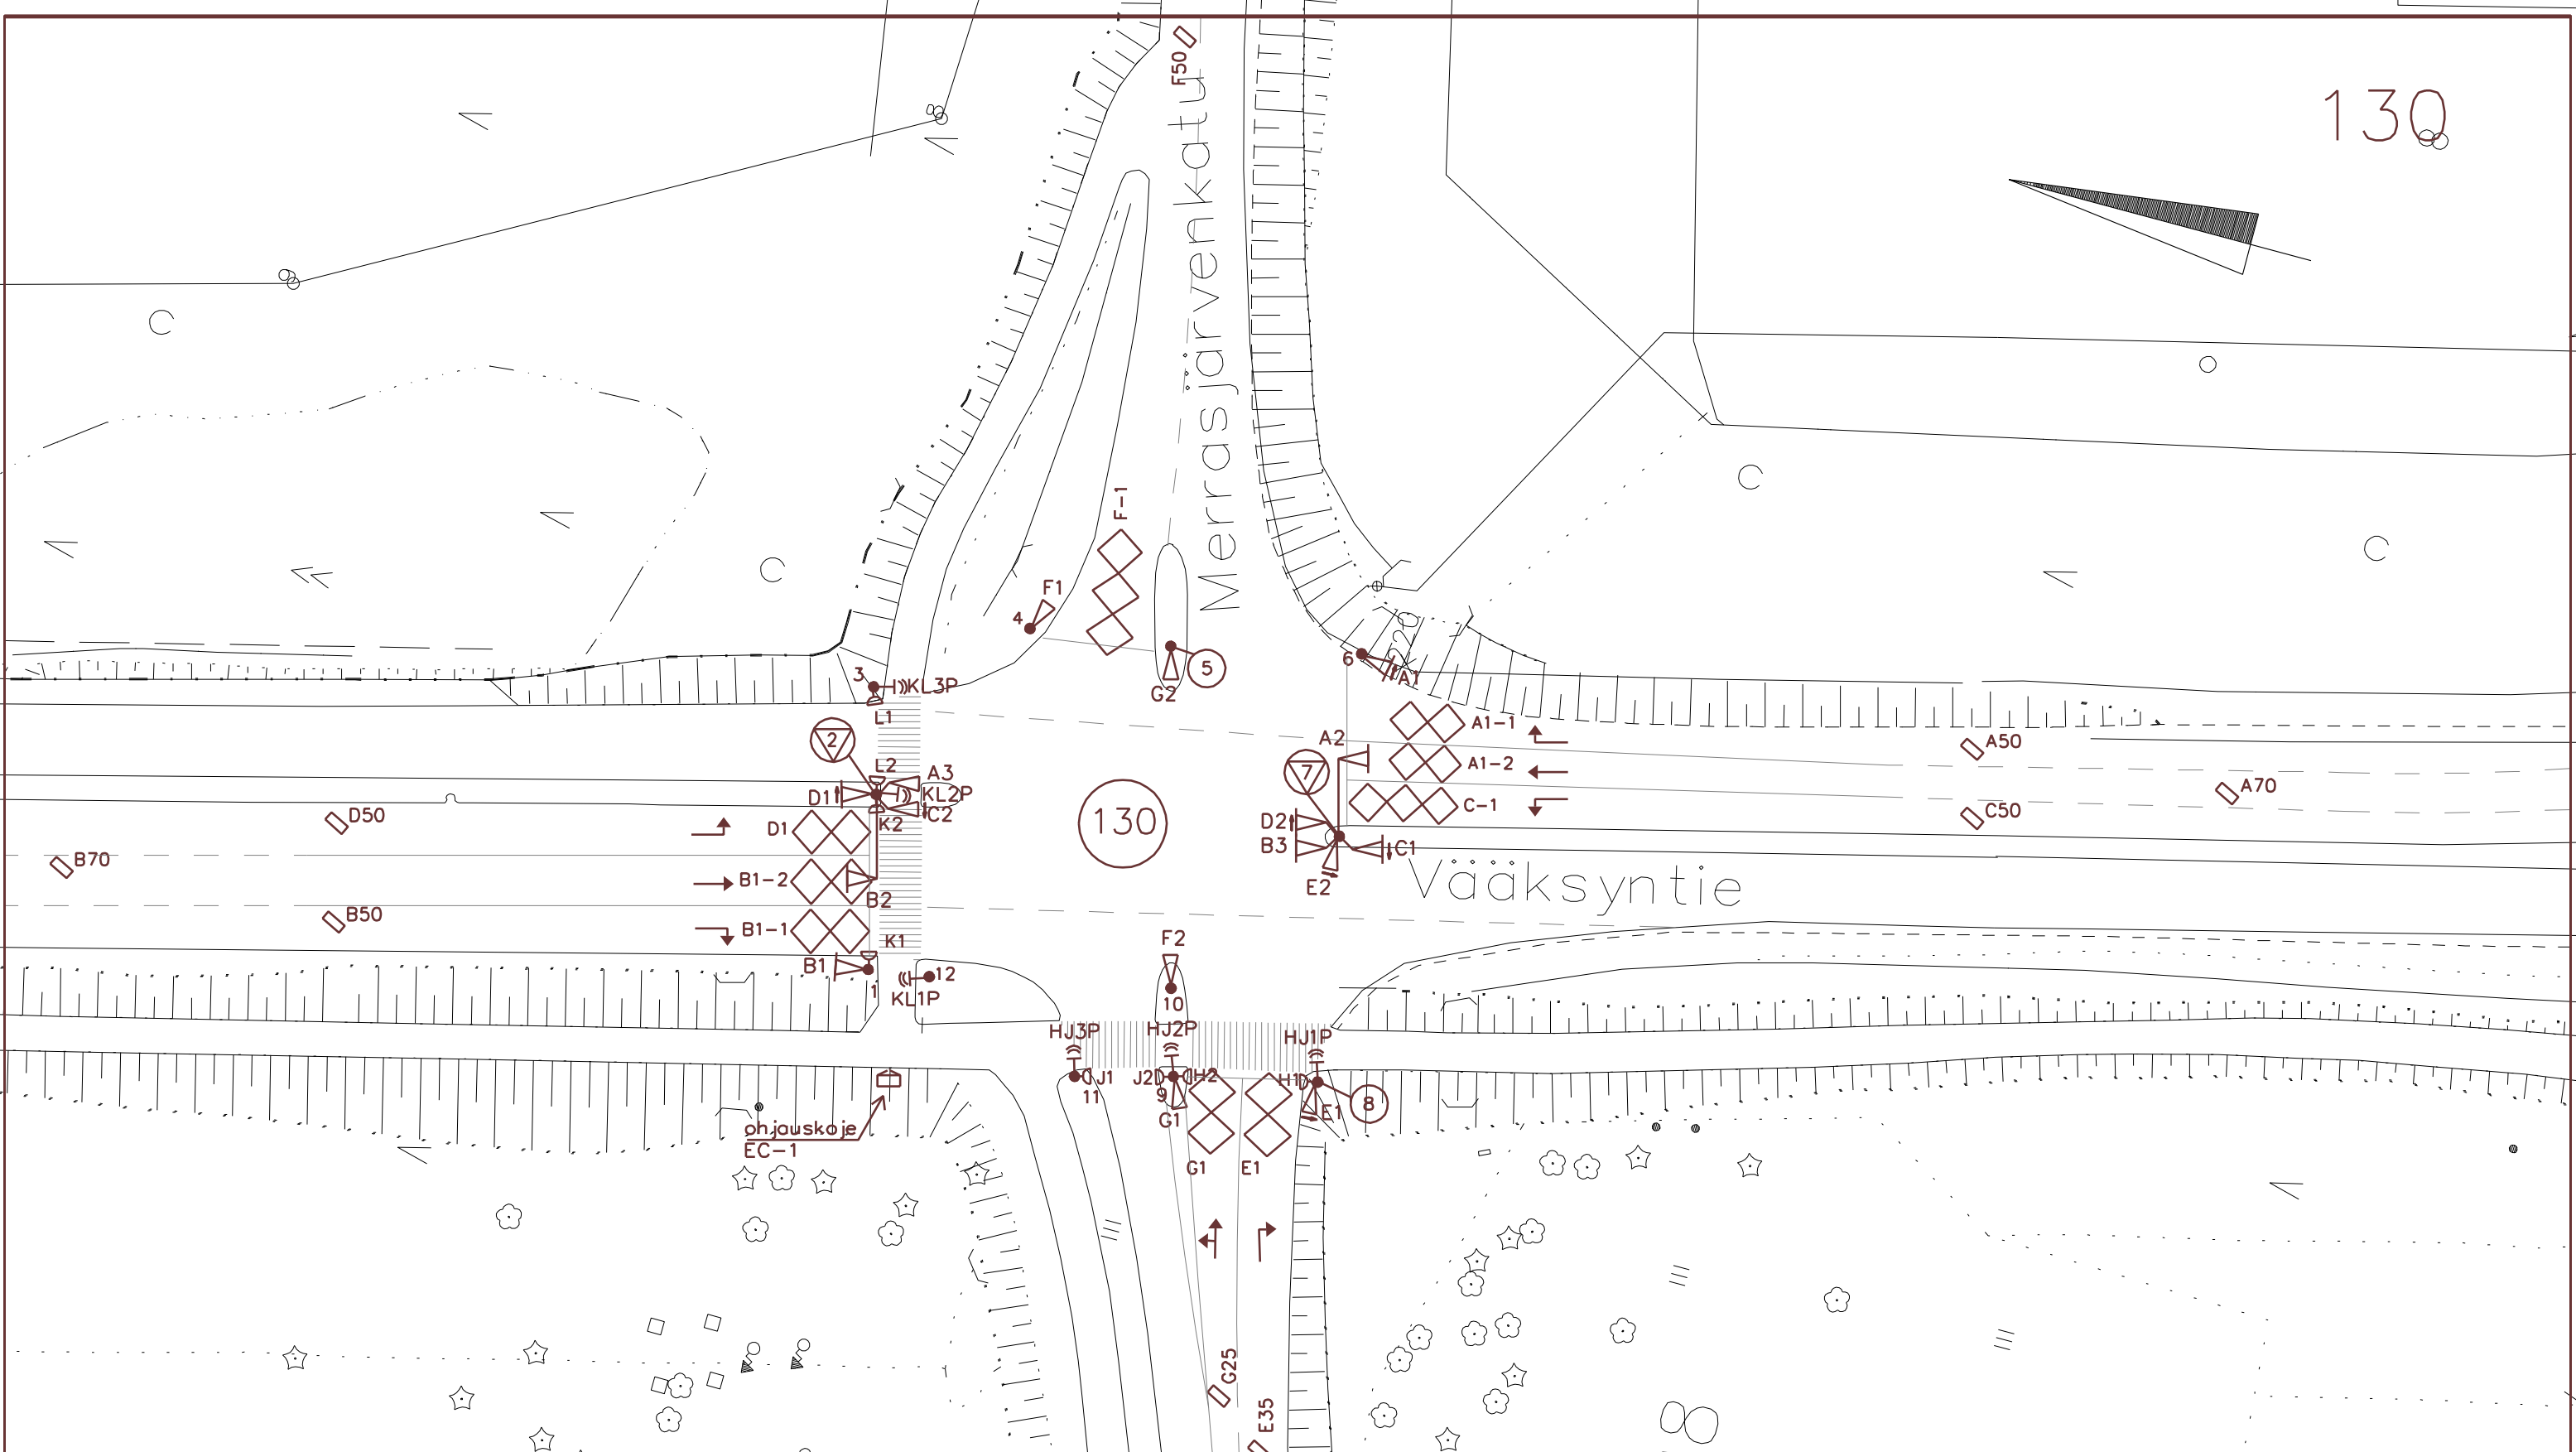 F50
130
Merrasjärvenkatu
F-1
F1
4
5
G2
3
KL3P
L1
6
A1
220
2
L2
A3
D1
KL2P
C2
K2
A2
7
A1-1
A1-2
C-1
A50
A70
C50
D50
D1
B70
B1-2
B2
B50
B1-1
K1
B1
1
12
KL1P
130
D2
B3
C1
E2
Vääksyntie
F2
10
HJ3P
HJ2P
HJ1P
J1
11
J2
H2
9
G1
H1
E1
8
ohjauskoje
EC-1
G1
E1
G25
E35